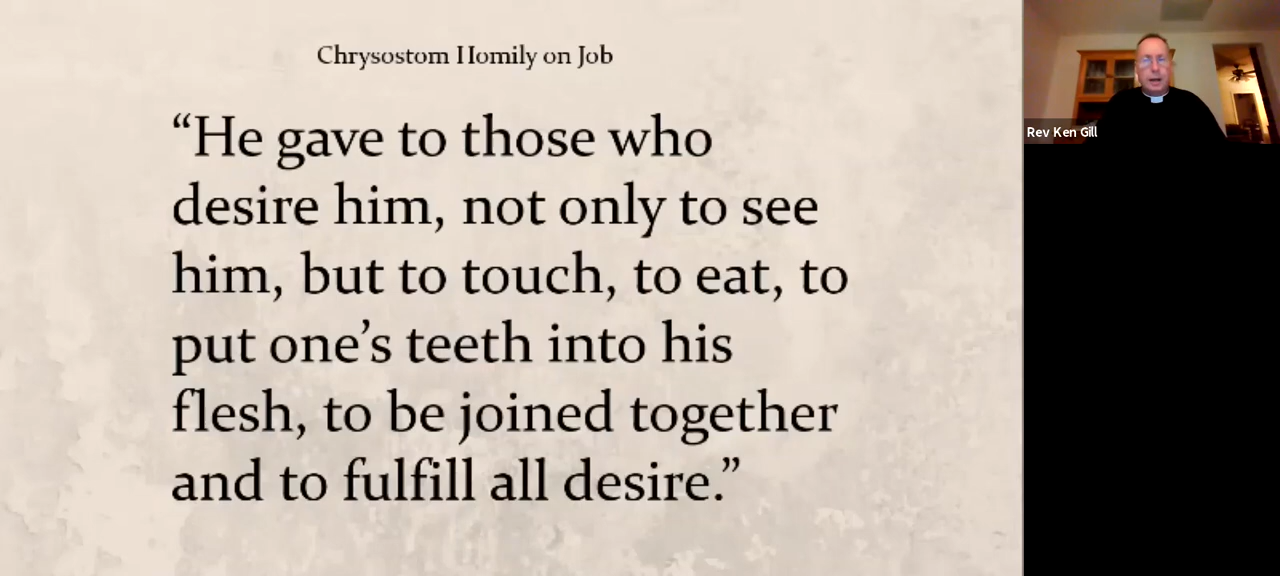 Chrysostom Homily on Job
“He gave to those who
desire him, not only to see
him, but to touch, to eat, to
put one’s teeth into his
flesh, to be joined together
and to fulfill all desire.”
Rev Ken Gill